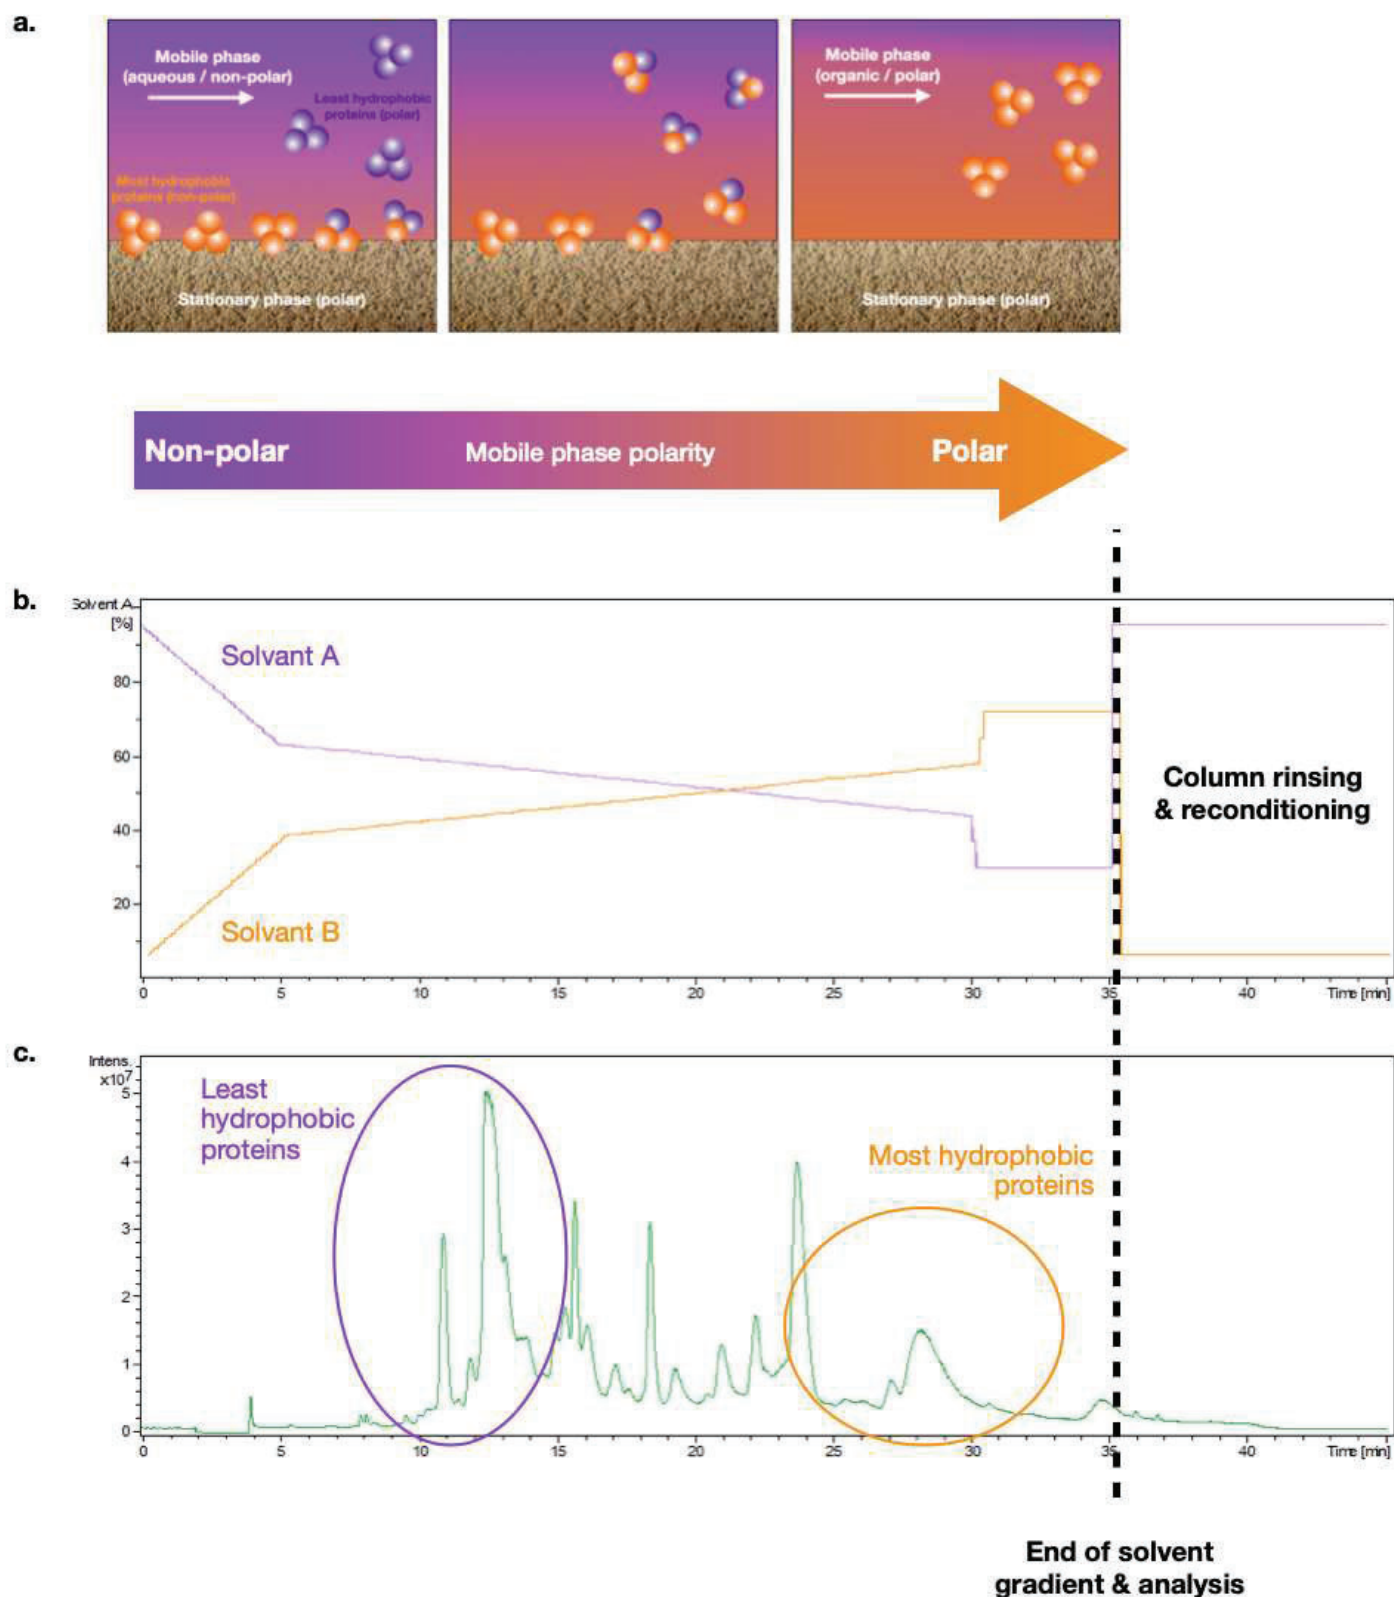 a.
Mobile phase
(aqueous / non-polar)
Least hydrophobic
proteins (polar)
Most hydrophobic
proteins (non-polar)
Stationary phase (polar)
Mobile phase
(organic / polar)
Stationary phase (polar)
Non-polar
Mobile phase polarity
Polar
b.
Solvent A
[%]
80
60
40
20
Solvant A
Solvant B
Column rinsing
& reconditioning
0 5 10 15 20 25 30 35 40 Time [min]
c.
Intens.
x10⁷
5
4
3
2
1
0
Least
hydrophobic
proteins
Most hydrophobic
proteins
0 5 10 15 20 25 30 35 40 Time [min]
End of solvent
gradient & analysis